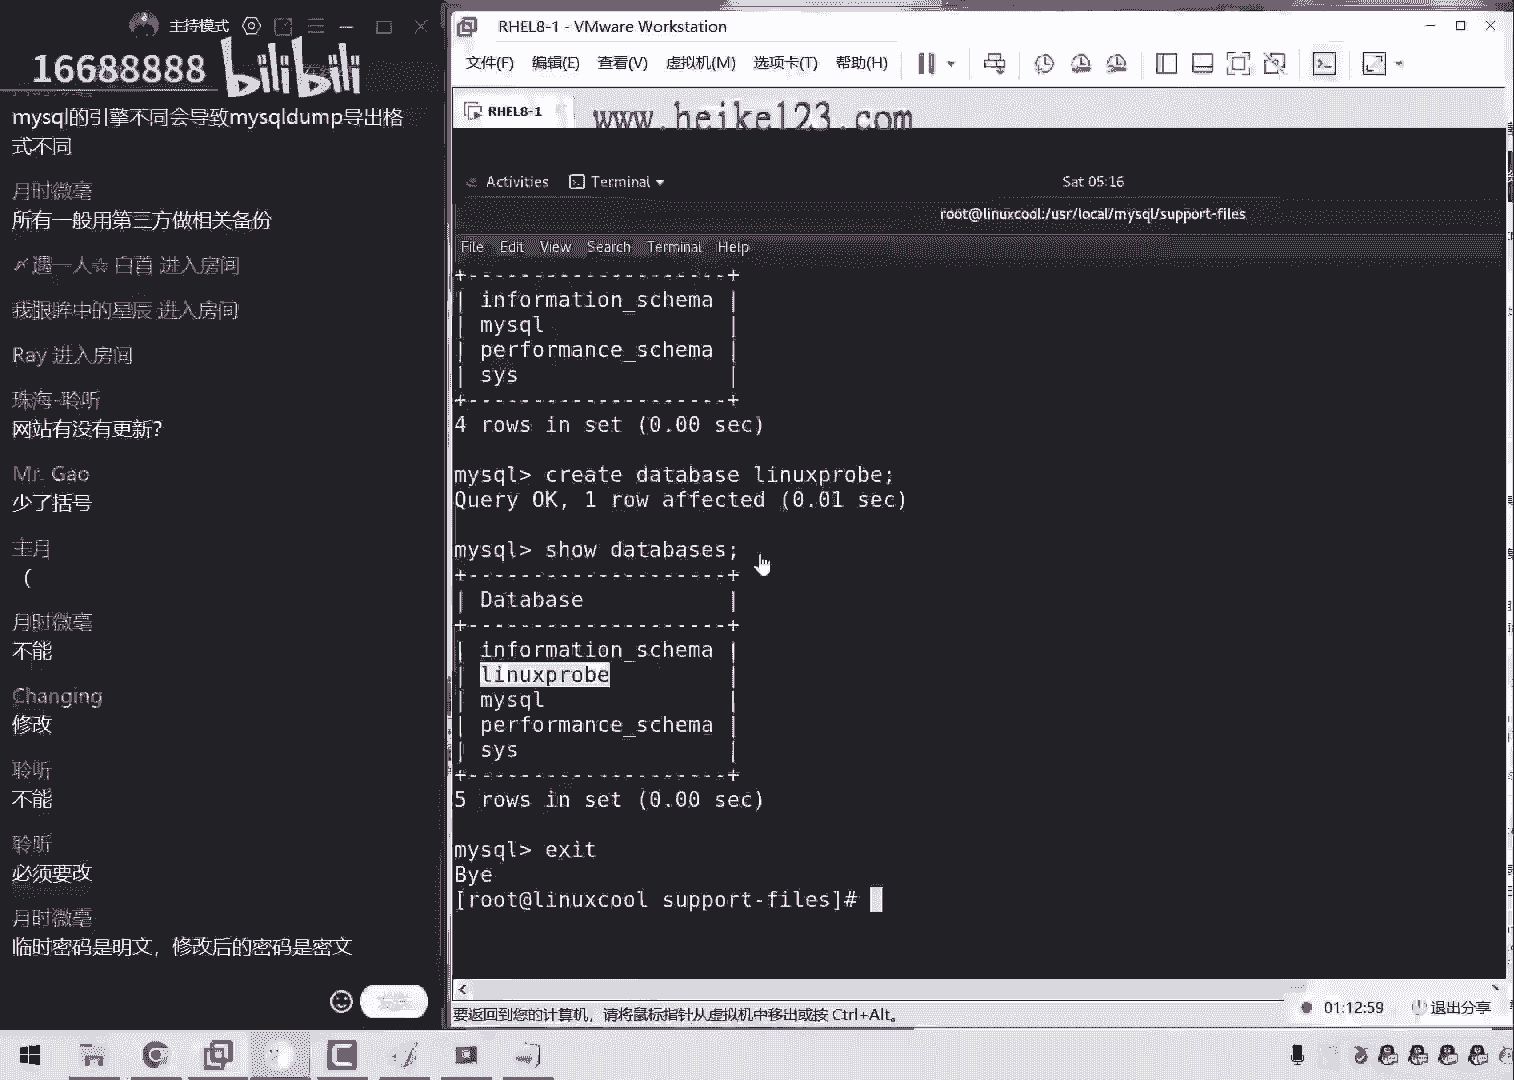 主持模式
16688888 bilibili
mysql的引擎不同会导致mysqldump导出格
式不同
月时微毫
所有一般用第三方做相关备份
遇一人☆ 白首 进入房间
我眼眸中的星辰 进入房间
Ray 进入房间
珠海-聆听
网站有没有更新?
Mr. Gao
少了括号
主月
（
月时微毫
不能
Changing
修改
聆听
不能
聆听
必须要改
月时微毫
临时密码是明文，修改后的密码是密文
RHEL8-1 - VMware Workstation
文件(F) 编辑(E) 查看(V) 虚拟机(M) 选项卡(T) 帮助(H)
RHEL8-1
www.heike123.com
Activities Terminal Sat 05:16
root@linuxcool:/usr/local/mysql/support-files
File Edit View Search Terminal Help
+--------------------+
| information_schema |
| mysql              |
| performance_schema |
| sys                |
+--------------------+
4 rows in set (0.00 sec)
mysql> create database linuxprobe;
Query OK, 1 row affected (0.01 sec)
mysql> show databases;
+--------------------+
| Database           |
+--------------------+
| information_schema |
| linuxprobe         |
| mysql              |
| performance_schema |
| sys                |
+--------------------+
5 rows in set (0.00 sec)
mysql> exit
Bye
[root@linuxcool support-files]#
要返回到您的计算机，请将鼠标指针从虚拟机中移出或按 Ctrl+Alt。
01:12:59 退出分享